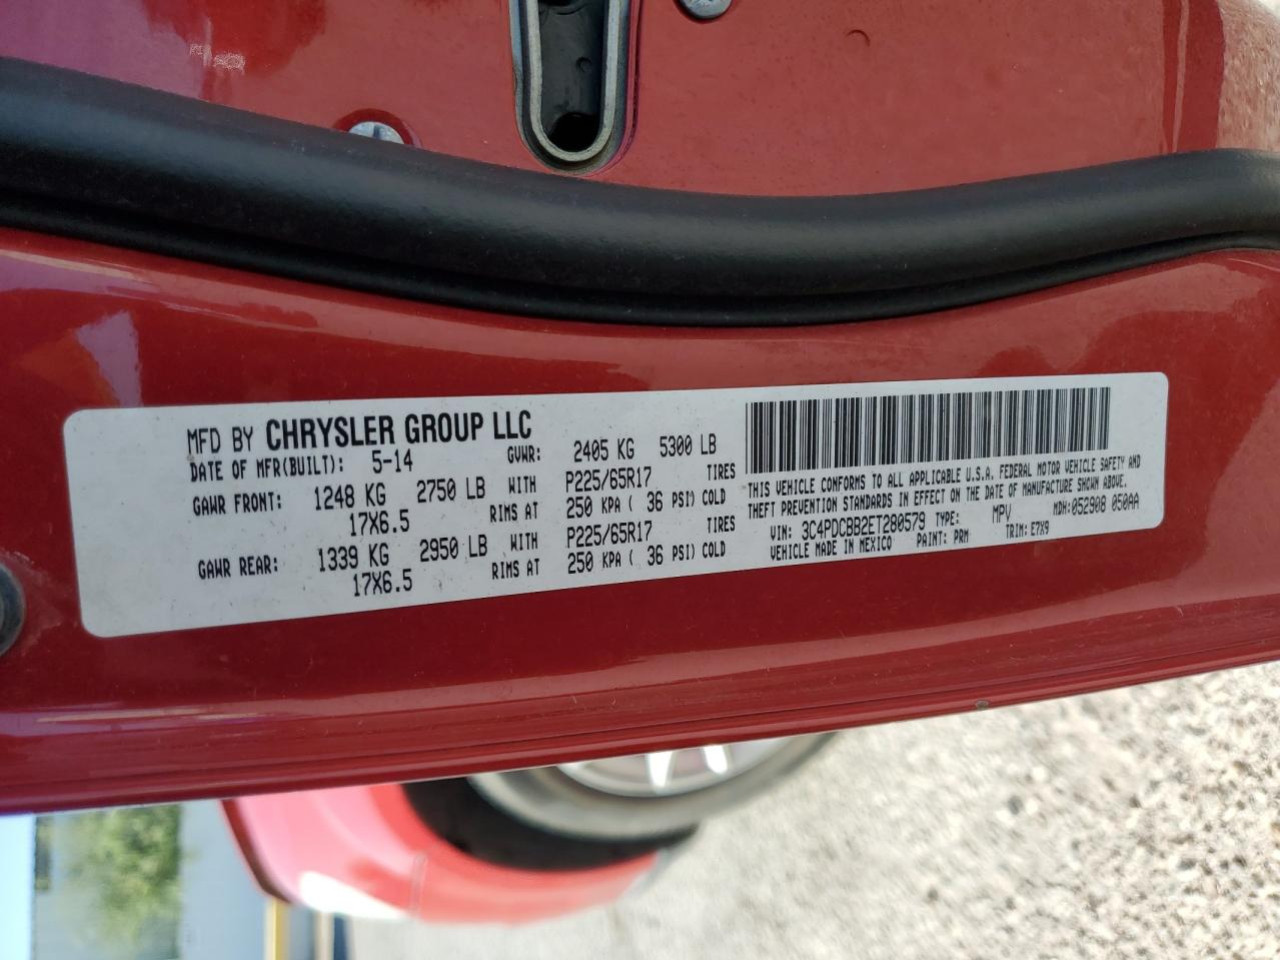 MFD BY CHRYSLER GROUP LLC
DATE OF MFR(BUILT): 5-14 GVWR: 2405 KG 5300 LB
GAWR FRONT: 1248 KG 2750 LB WITH P225/65R17 TIRES
17X6.5 RIMS AT 250 KPA ( 36 PSI) COLD
GAWR REAR: 1339 KG 2950 LB WITH P225/65R17 TIRES
17X6.5 RIMS AT 250 KPA ( 36 PSI) COLD
THIS VEHICLE CONFORMS TO ALL APPLICABLE U.S.A. FEDERAL MOTOR VEHICLE SAFETY AND
THEFT PREVENTION STANDARDS IN EFFECT ON THE DATE OF MANUFACTURE SHOWN ABOVE.
VIN: 3C4PDCBB2ET280579 TYPE: MPV MDH:052908 050AA
VEHICLE MADE IN MEXICO PAINT: PRM TRIM: E7X9